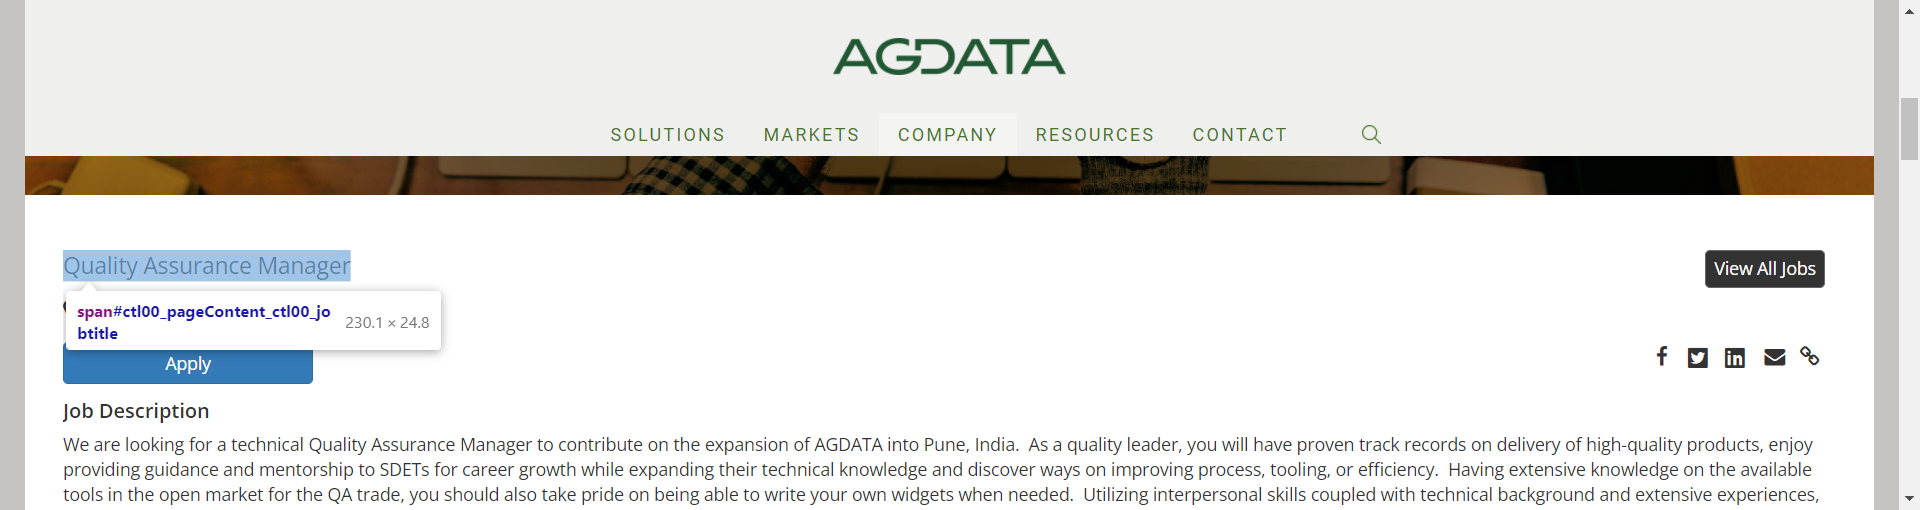 AGDATA
SOLUTIONS MARKETS COMPANY RESOURCES CONTACT
Quality Assurance Manager
View All Jobs
span#ctl00_pageContent_ctl00_jo
btitle
230.1 × 24.8
Apply
Job Description
We are looking for a technical Quality Assurance Manager to contribute on the expansion of AGDATA into Pune, India.  As a quality leader, you will have proven track records on delivery of high-quality products, enjoy
providing guidance and mentorship to SDETs for career growth while expanding their technical knowledge and discover ways on improving process, tooling, or efficiency.  Having extensive knowledge on the available
tools in the open market for the QA trade, you should also take pride on being able to write your own widgets when needed.  Utilizing interpersonal skills coupled with technical background and extensive experiences,